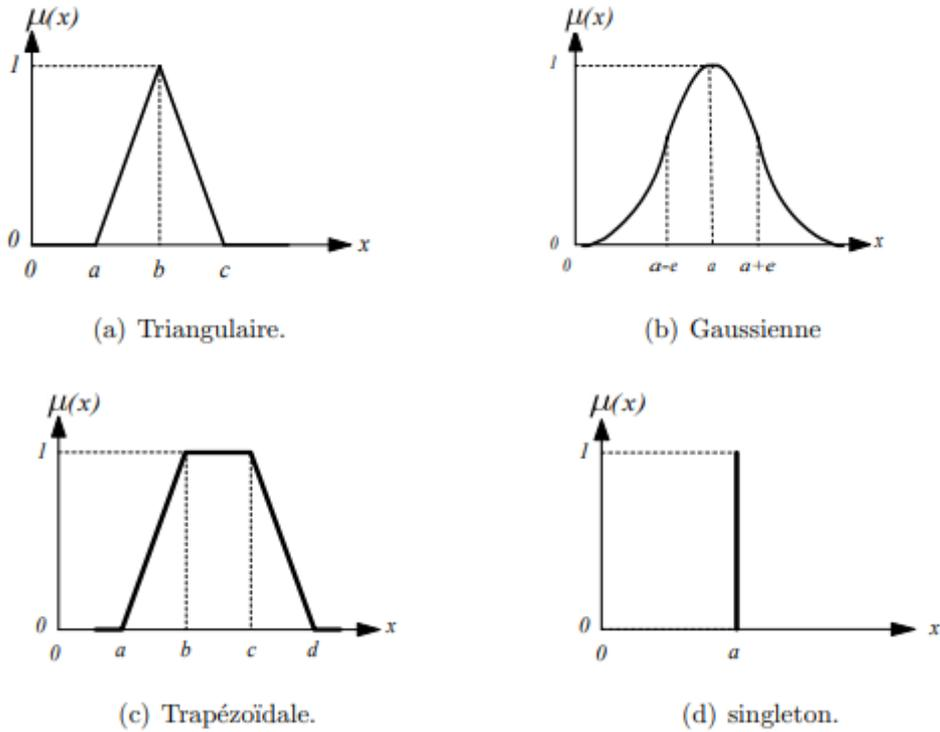 μ(x)
1
0
0 a b c
x
(a) Triangulaire.
μ(x)
1
0
0 a-e a a+e
x
(b) Gaussienne
μ(x)
1
0
0 a b c d
x
(c) Trapézoïdale.
μ(x)
1
0
0 a
x
(d) singleton.